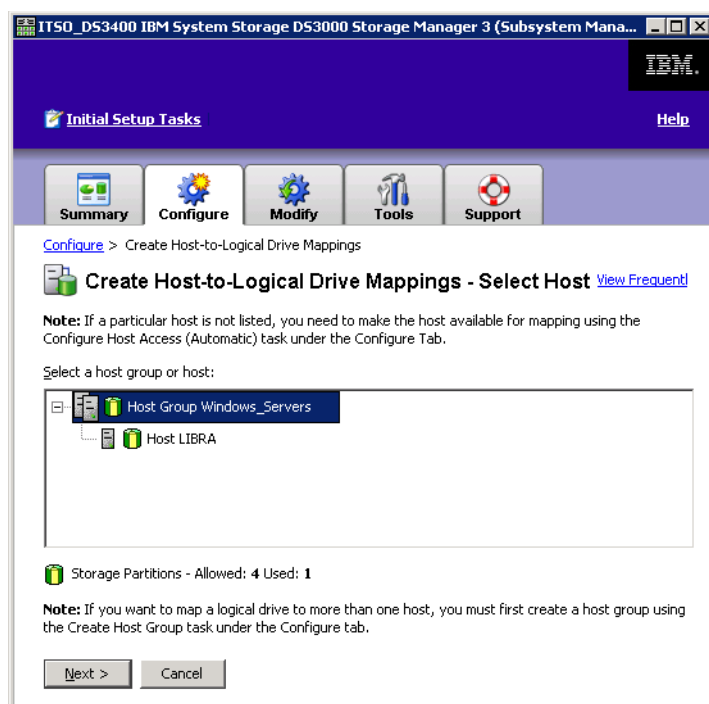 ITSO_DS3400 IBM System Storage DS3000 Storage Manager 3 (Subsystem Mana...
IBM.
Initial Setup Tasks
Help
Summary
Configure
Modify
Tools
Support
Configure > Create Host-to-Logical Drive Mappings
Create Host-to-Logical Drive Mappings - Select Host View Frequentl
Note: If a particular host is not listed, you need to make the host available for mapping using the
Configure Host Access (Automatic) task under the Configure Tab.
Select a host group or host:
Host Group Windows_Servers
Host LIBRA
Storage Partitions - Allowed: 4 Used: 1
Note: If you want to map a logical drive to more than one host, you must first create a host group using
the Create Host Group task under the Configure tab.
Next >
Cancel